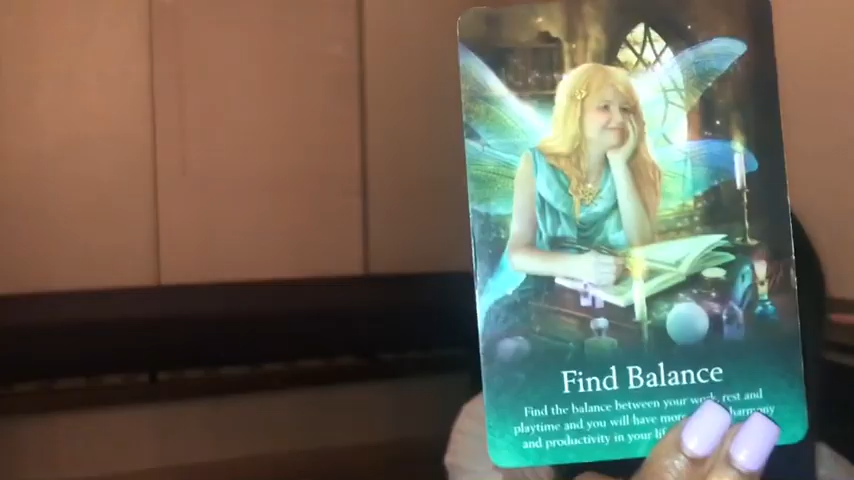 Find Balance
Find the balance between your work, rest and
playtime and you will have more harmony
and productivity in your